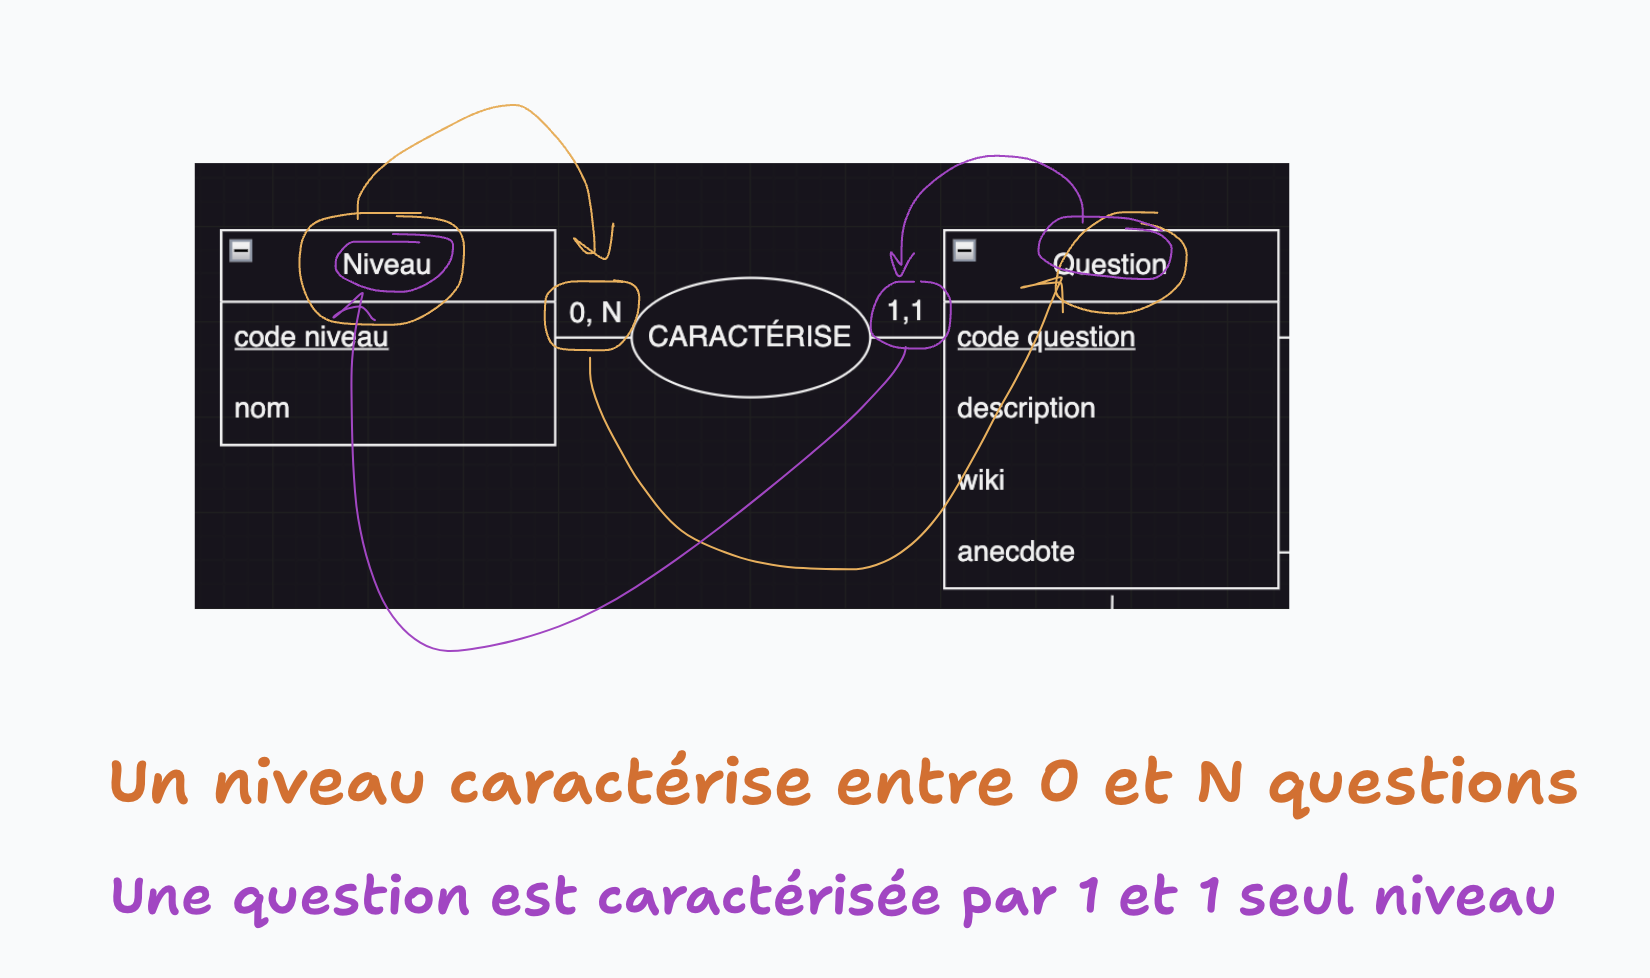 Niveau
code niveau
nom
0, N
CARACTÉRISE
1,1
Question
code question
description
wiki
anecdote
Un niveau caractérise entre 0 et N questions
Une question est caractérisée par 1 et 1 seul niveau